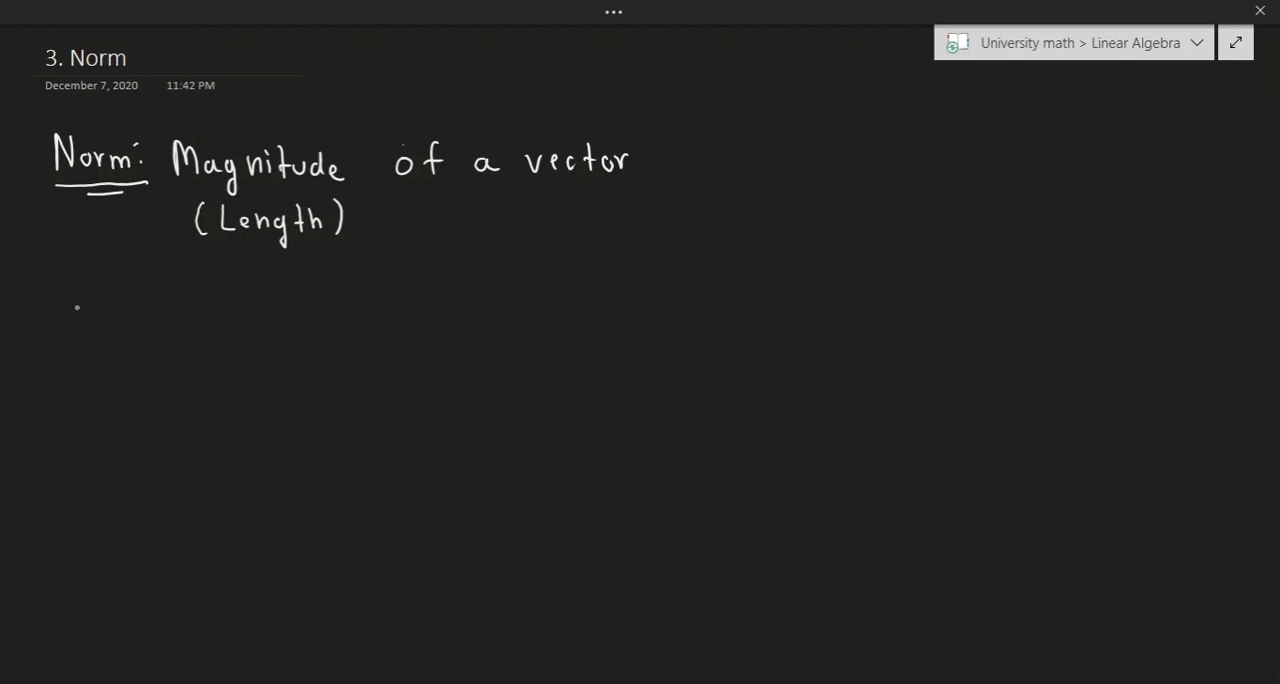 University math > Linear Algebra
3. Norm
December 7, 2020 11:42 PM
Norm: Magnitude of a vector
(Length)